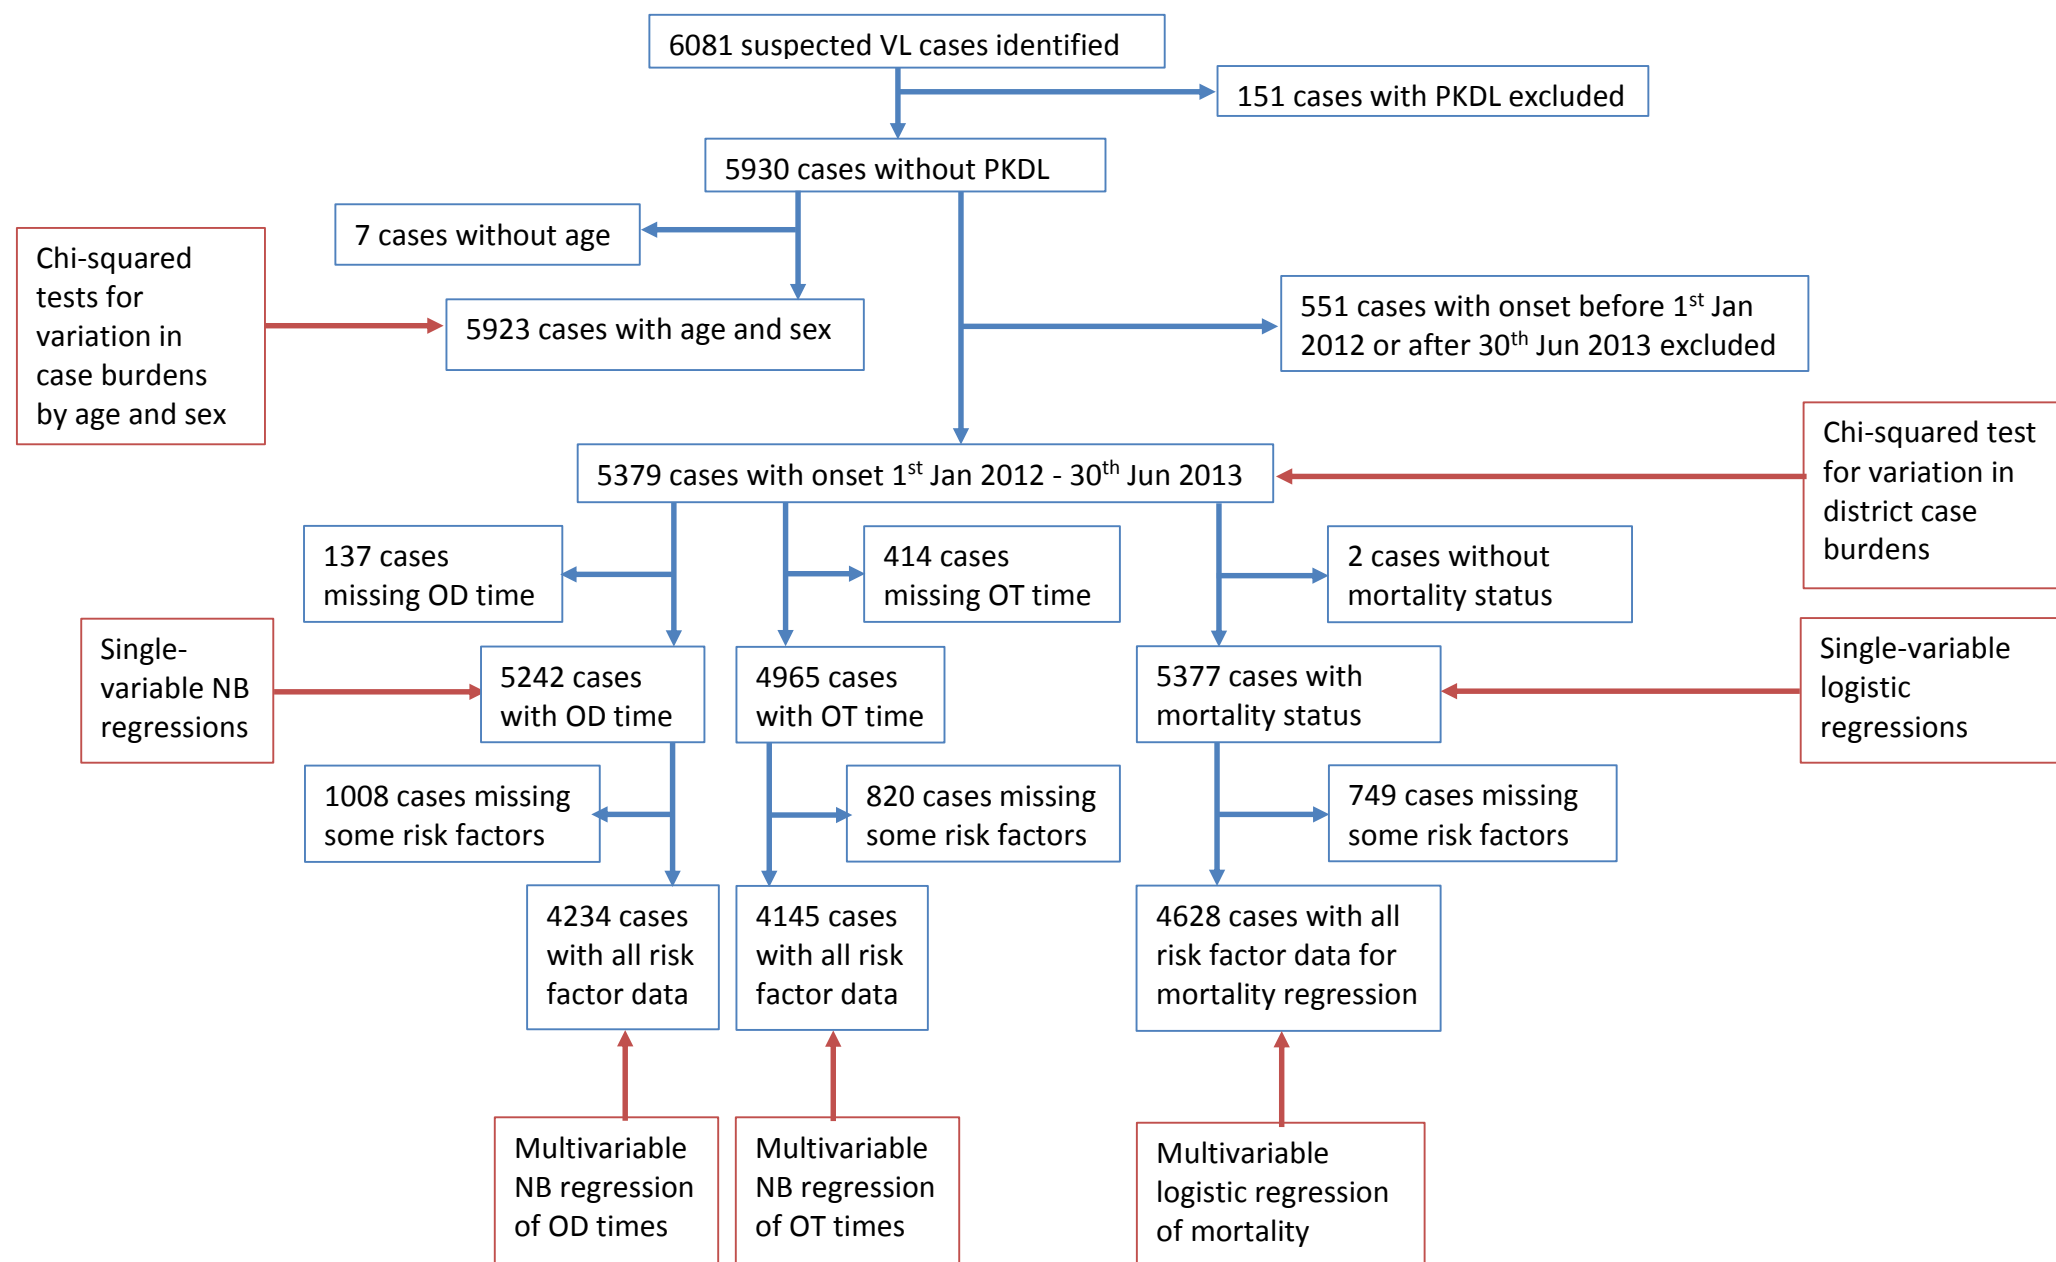 6081 suspected VL cases identified
151 cases with PKDL excluded
5930 cases without PKDL
7 cases without age
Chi-squared
tests for
variation in
case burdens
by age and sex
5923 cases with age and sex
551 cases with onset before 1st Jan
2012 or after 30th Jun 2013 excluded
5379 cases with onset 1st Jan 2012 - 30th Jun 2013
Chi-squared test
for variation in
district case
burdens
137 cases
missing OD time
414 cases
missing OT time
2 cases without
mortality status
Single-
variable NB
regressions
5242 cases
with OD time
4965 cases
with OT time
5377 cases with
mortality status
Single-variable
logistic
regressions
1008 cases missing
some risk factors
820 cases missing
some risk factors
749 cases missing
some risk factors
4234 cases
with all risk
factor data
4145 cases
with all risk
factor data
4628 cases with all
risk factor data for
mortality regression
Multivariable
NB regression
of OD times
Multivariable
NB regression
of OT times
Multivariable
logistic regression
of mortality